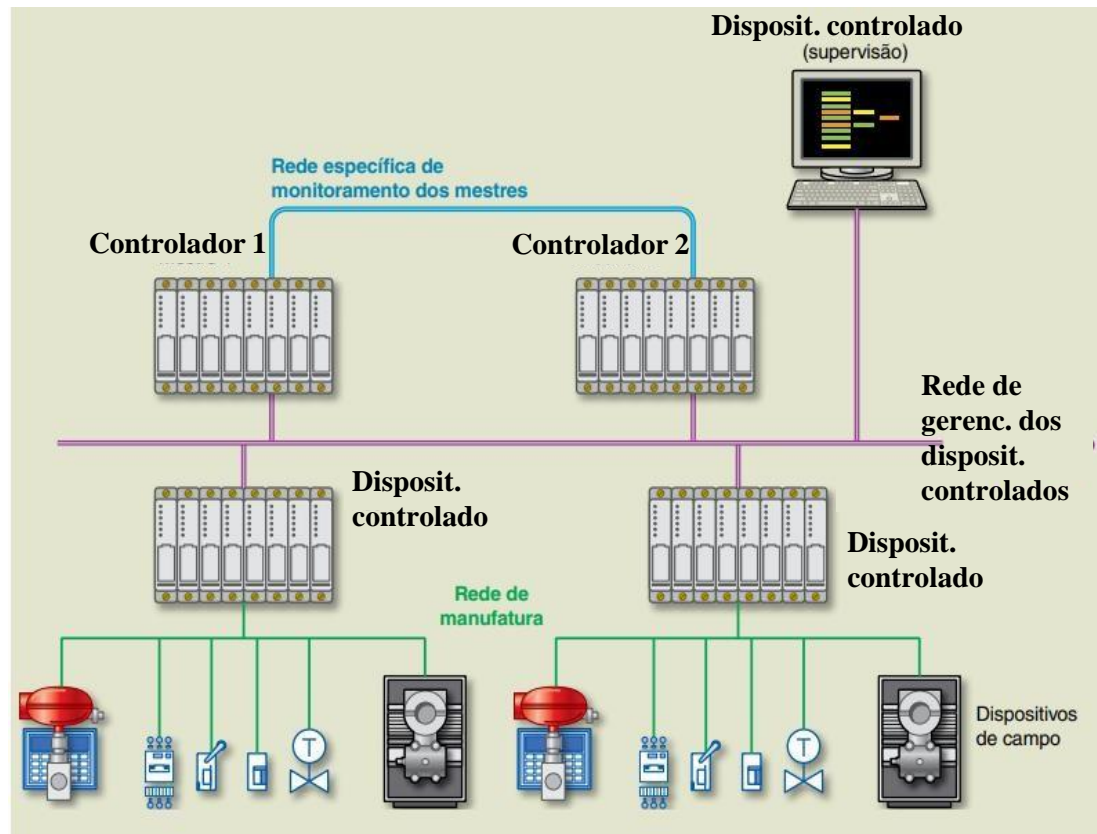 Disposit. controlado
(supervisão)
Rede específica de
monitoramento dos mestres
Controlador 1
Controlador 2
Rede de
gerenc. dos
disposit.
controlados
Disposit.
controlado
Disposit.
controlado
Rede de
manufatura
T
T
Dispositivos
de campo